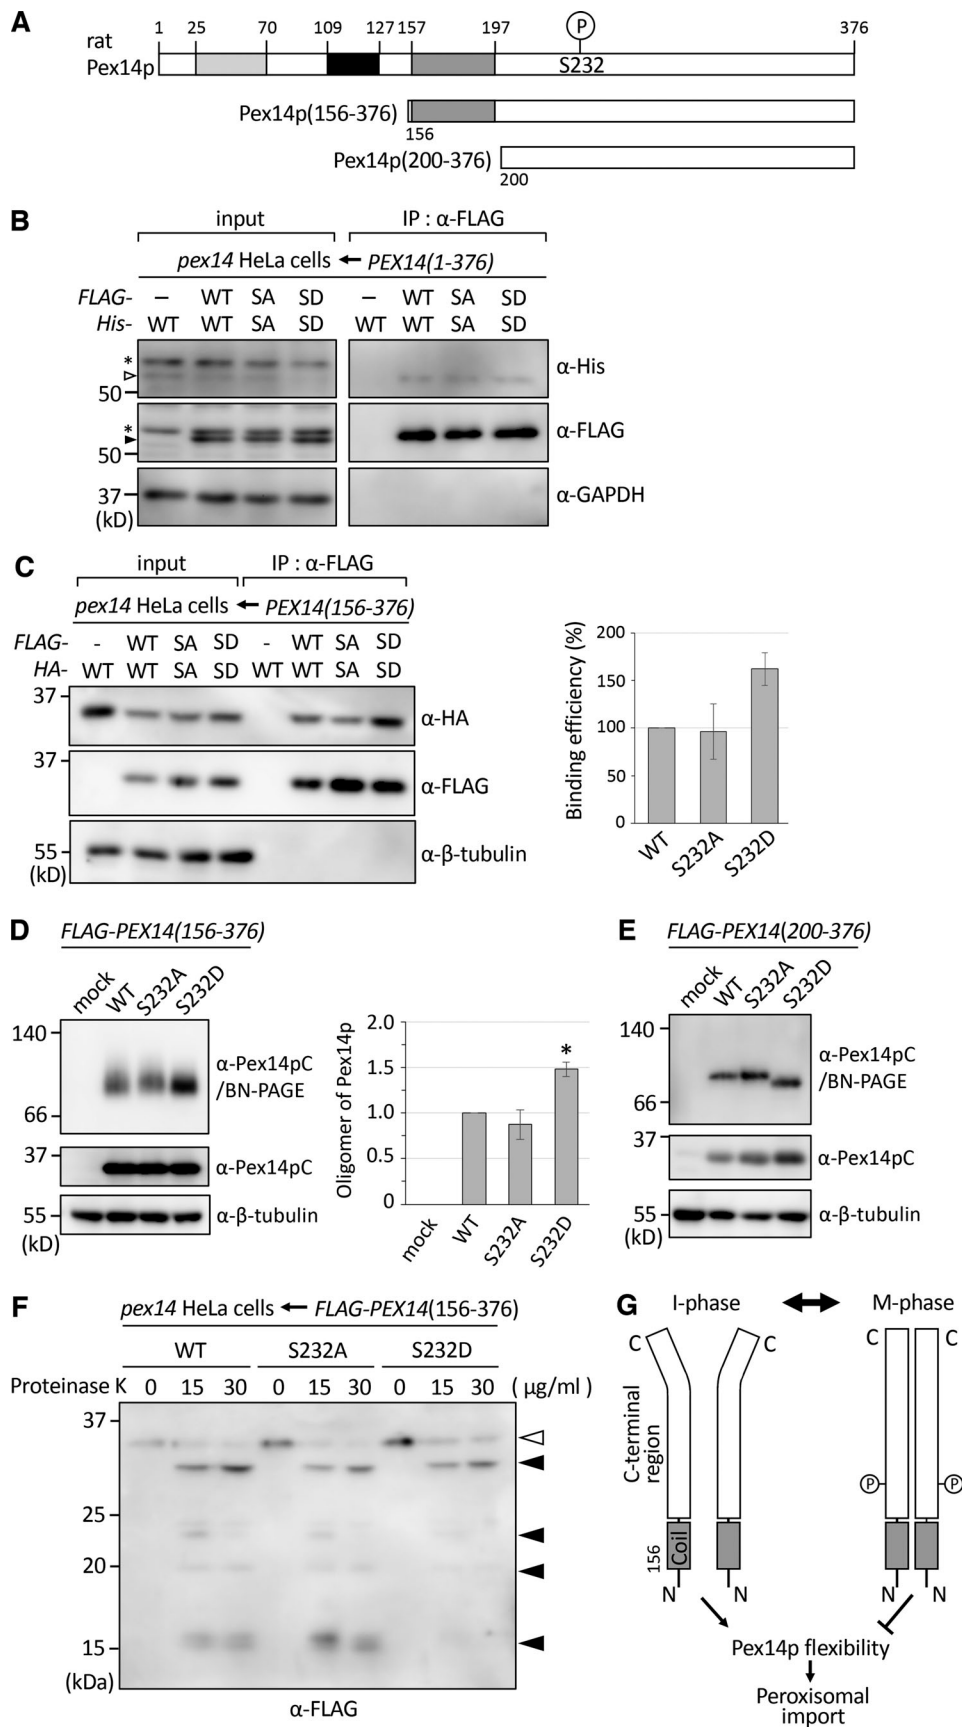 A
1 25 70 109 127 157 197 P 376
rat
Pex14p
S232
Pex14p(156-376)
156
Pex14p(200-376)
200
B
input IP : α-FLAG
pex14 HeLa cells ← PEX14(1-376)
FLAG- – WT SA SD – WT SA SD
His- WT WT SA SD WT WT SA SD
*
50
α-His
*
50
α-FLAG
37
(kD)
α-GAPDH
C
input IP : α-FLAG
pex14 HeLa cells ← PEX14(156-376)
FLAG- - WT SA SD - WT SA SD
HA- WT WT SA SD WT WT SA SD
37
α-HA
37
α-FLAG
55
(kD)
α-β-tubulin
Binding efficiency (%)
200
150
100
50
0
WT S232A S232D
D
FLAG-PEX14(156-376)
mock WT S232A S232D
140
66
α-Pex14pC
/BN-PAGE
37
α-Pex14pC
55
(kD)
α-β-tubulin
Oligomer of Pex14p
2.0
1.5
1.0
0.5
0
*
mock WT S232A S232D
E
FLAG-PEX14(200-376)
mock WT S232A S232D
140
66
α-Pex14pC
/BN-PAGE
37
α-Pex14pC
55
(kD)
α-β-tubulin
F
pex14 HeLa cells ← FLAG-PEX14(156-376)
WT S232A S232D
Proteinase K 0 15 30 0 15 30 0 15 30 (μg/ml)
37
25
20
15
(kDa)
α-FLAG
G
I-phase M-phase
C C C C
C-terminal
region
P P
156
Coil
N N N N
Pex14p flexibility
Peroxisomal
import